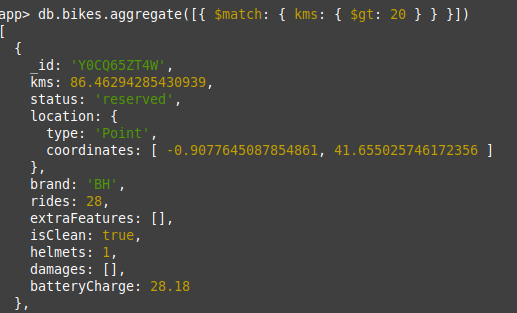 app> db.bikes.aggregate([{ $match: { kms: { $gt: 20 } } }])
[
  {
    _id: 'Y0CQ65ZT4W',
    kms: 86.46294285430939,
    status: 'reserved',
    location: {
      type: 'Point',
      coordinates: [ -0.9077645087854861, 41.655025746172356 ]
    },
    brand: 'BH',
    rides: 28,
    extraFeatures: [],
    isClean: true,
    helmets: 1,
    damages: [],
    batteryCharge: 28.18
  },